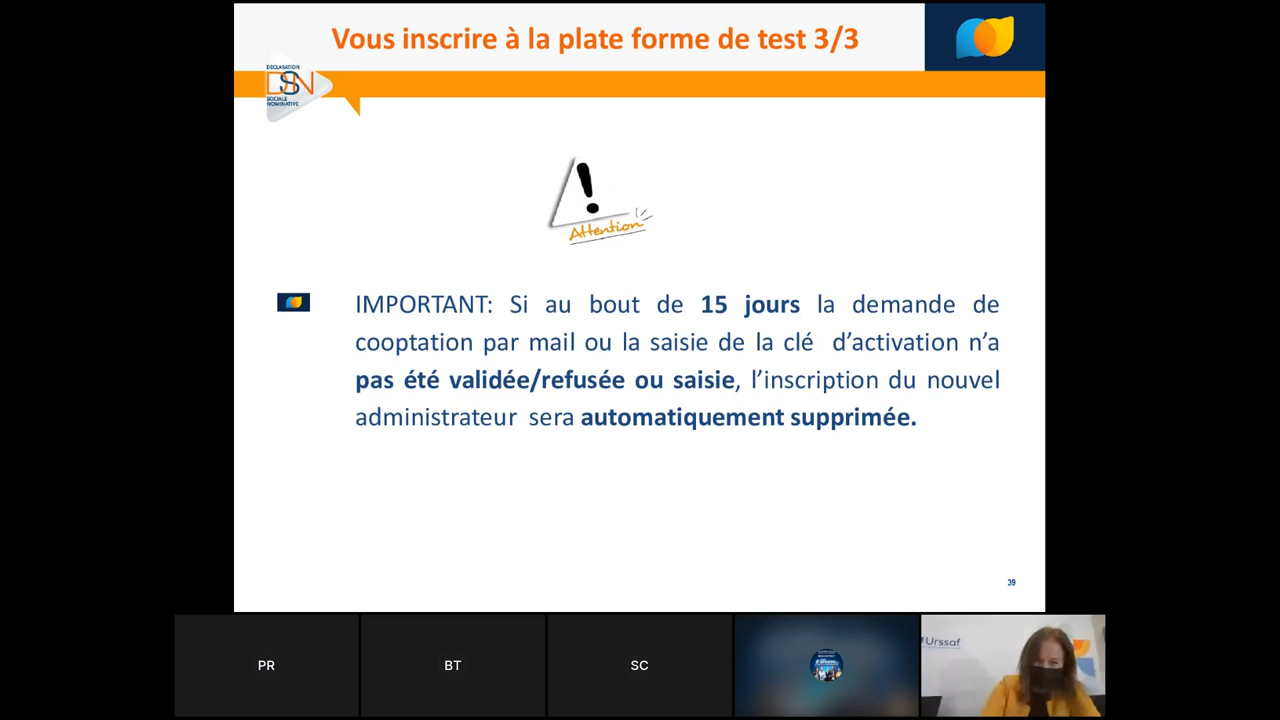 Vous inscrire à la plate forme de test 3/3
DÉCLARATION
DSN
SOCIALE
NOMINATIVE
Attention
IMPORTANT: Si au bout de 15 jours la demande de
cooptation par mail ou la saisie de la clé d’activation n’a
pas été validée/refusée ou saisie, l’inscription du nouvel
administrateur sera automatiquement supprimée.
39
PR
BT
SC
Urssaf